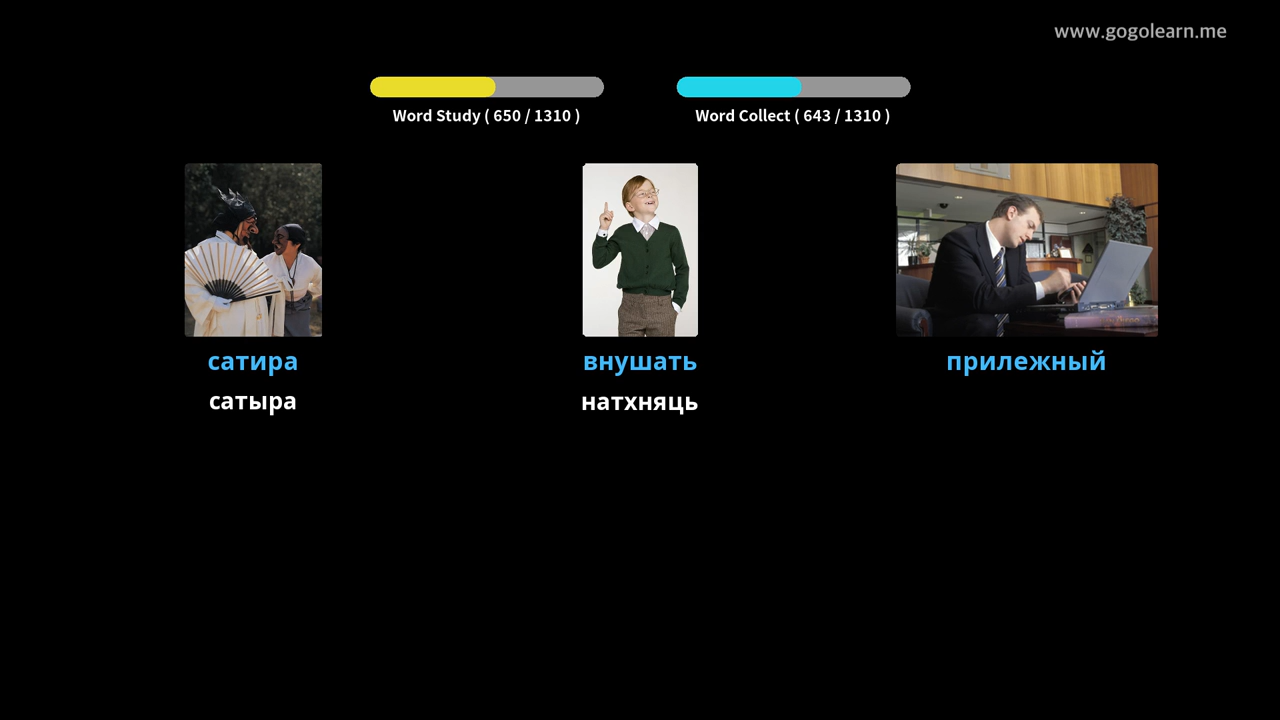 www.gogolearn.me
Word Study ( 650 / 1310 )
Word Collect ( 643 / 1310 )
сатира
внушать
прилежный
сатыра
натхняць